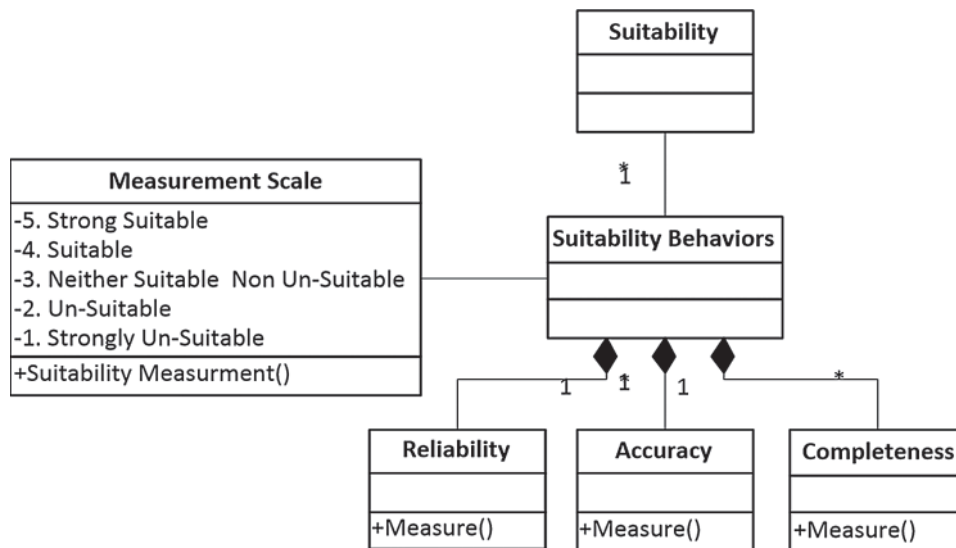 Suitability
*
1
Measurement Scale
-5. Strong Suitable
-4. Suitable
-3. Neither Suitable Non Un-Suitable
-2. Un-Suitable
-1. Strongly Un-Suitable
+Suitability Measurment()
Suitability Behaviors
1
*
1
1
*
Reliability
+Measure()
Accuracy
+Measure()
Completeness
+Measure()